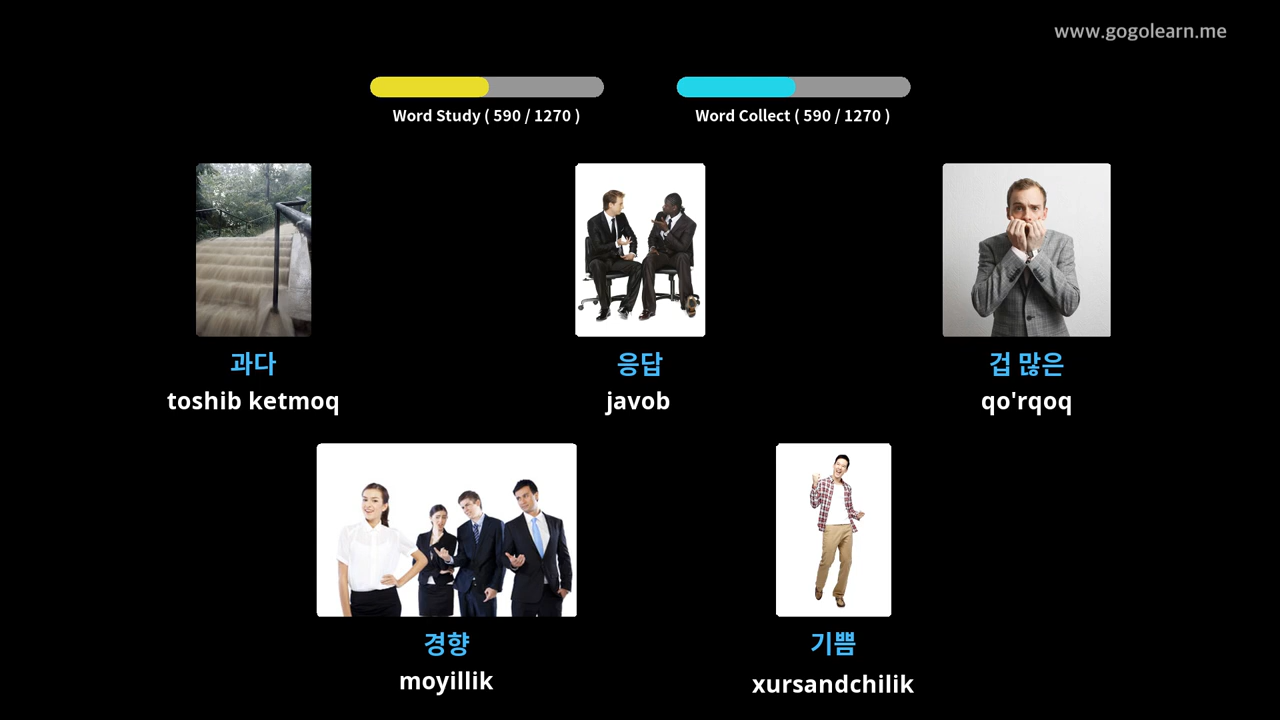 www.gogolearn.me
Word Study ( 590 / 1270 )
Word Collect ( 590 / 1270 )
과다
toshib ketmoq
응답
javob
겁 많은
qo'rqoq
경향
moyillik
기쁨
xursandchilik